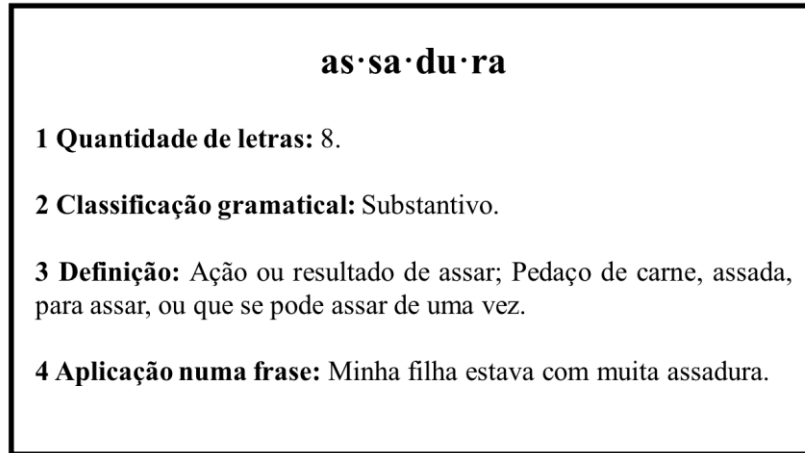 as·sa·du·ra
1 Quantidade de letras: 8.
2 Classificação gramatical: Substantivo.
3 Definição: Ação ou resultado de assar; Pedaço de carne, assada,
para assar, ou que se pode assar de uma vez.
4 Aplicação numa frase: Minha filha estava com muita assadura.